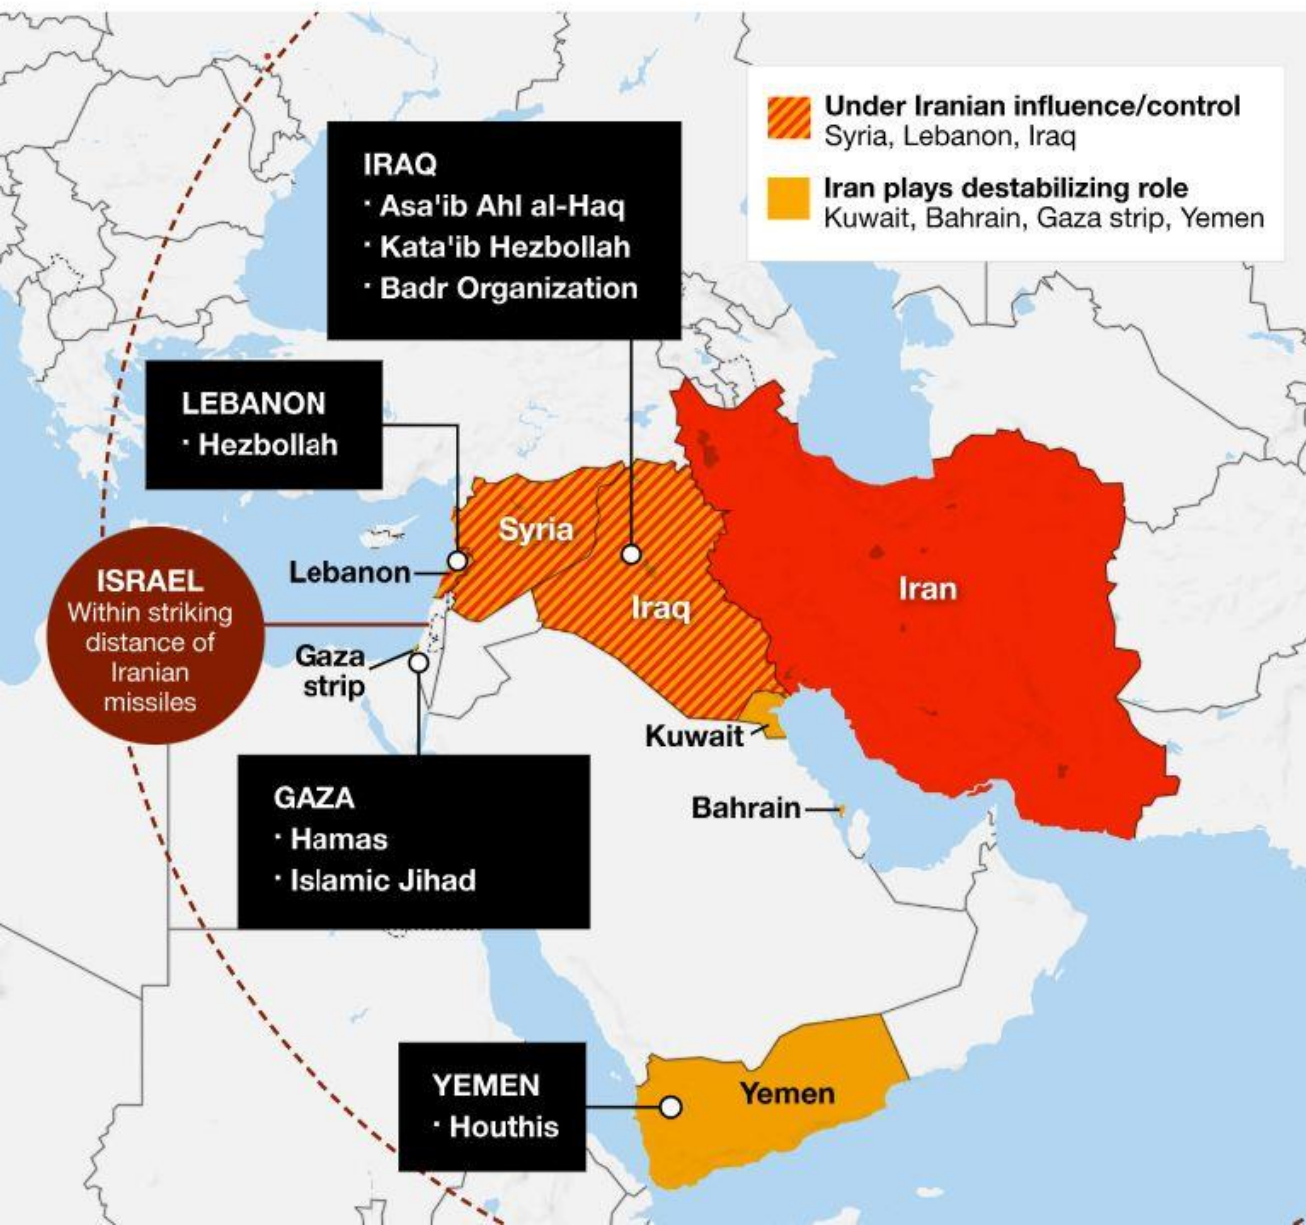 Under Iranian influence/control
Syria, Lebanon, Iraq
Iran plays destabilizing role
Kuwait, Bahrain, Gaza strip, Yemen
IRAQ
· Asa'ib Ahl al-Haq
· Kata'ib Hezbollah
· Badr Organization
LEBANON
· Hezbollah
Syria
Lebanon
Iraq
Iran
ISRAEL
Within striking
distance of
Iranian
missiles
Gaza
strip
Kuwait
Bahrain
GAZA
· Hamas
· Islamic Jihad
YEMEN
· Houthis
Yemen